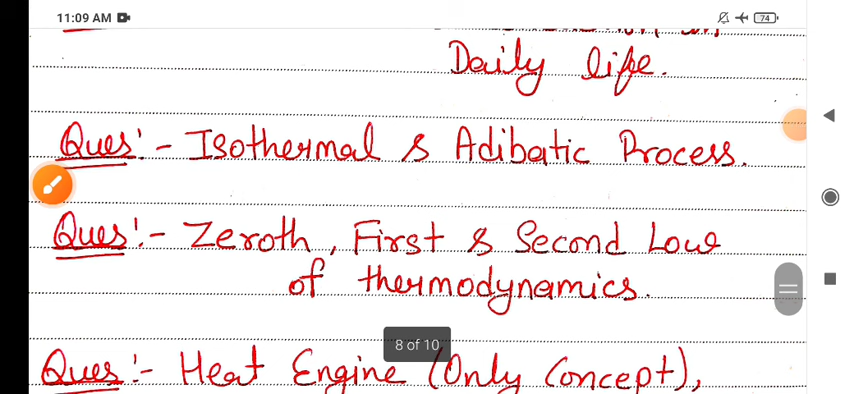 11:09 AM
74
Daily life.
Ques:- Isothermal & Adibatic Process.
Ques:- Zeroth, First & Second Law
of thermodynamics.
8 of 10
Ques:- Heat Engine (Only Concept),